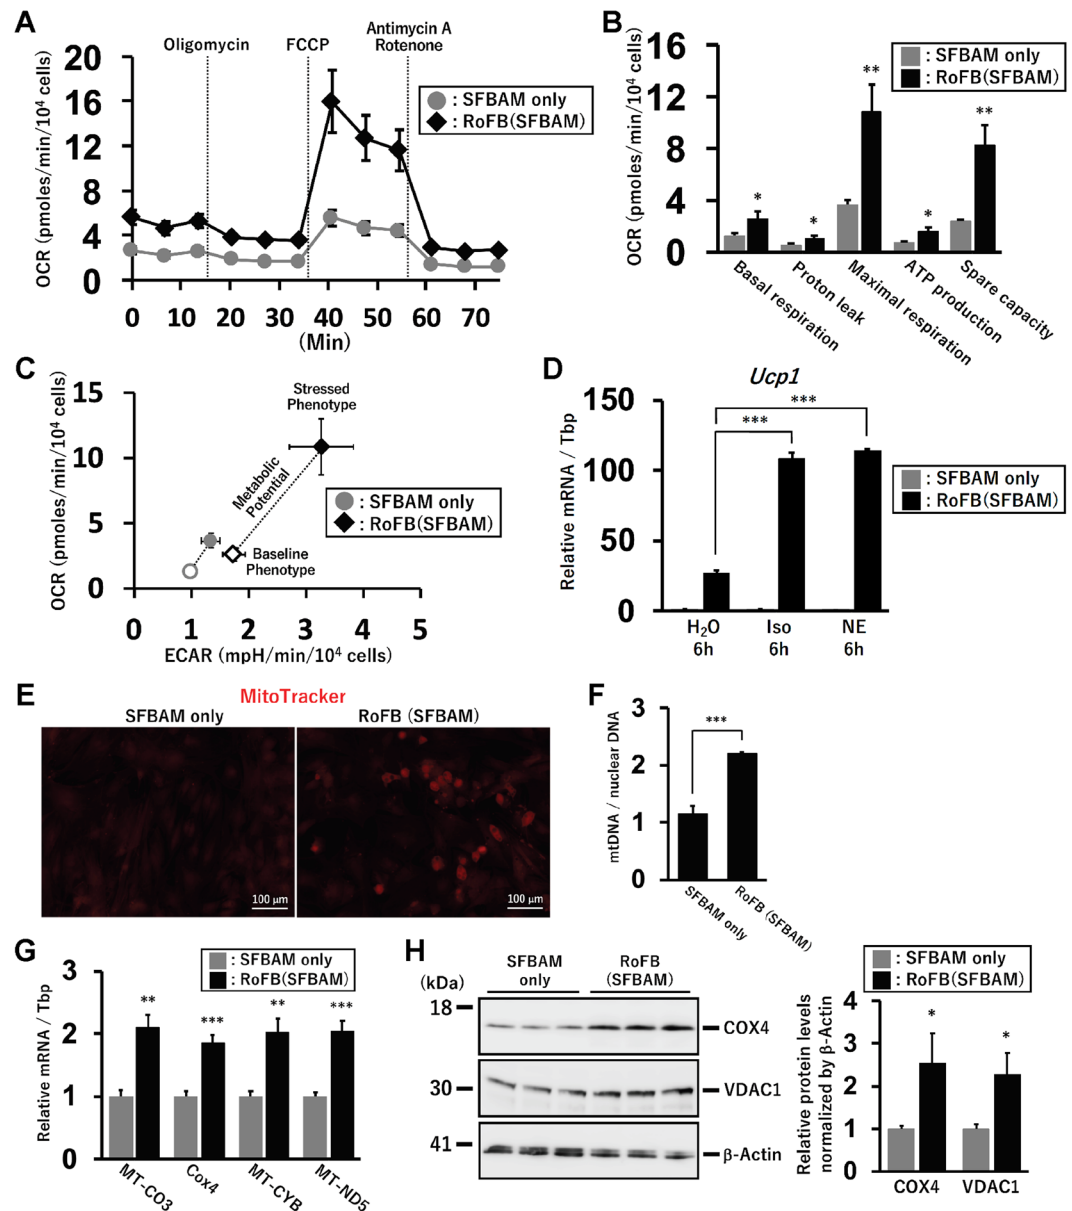 A
Oligomycin
FCCP
Antimycin A
Rotenone
OCR (pmoles/min/10⁴ cells)
20
16
12
8
4
0
: SFBAM only
: RoFB(SFBAM)
0 10 20 30 40 50 60 70
(Min)
B
OCR (pmoles/min/10⁴ cells)
16
12
8
4
0
: SFBAM only
: RoFB(SFBAM)
*
*
**
*
**
Basal respiration
Proton leak
Maximal respiration
ATP production
Spare capacity
C
OCR (pmoles/min/10⁴ cells)
15
10
5
0
Stressed
Phenotype
Metabolic
Potential
Baseline
Phenotype
: SFBAM only
: RoFB(SFBAM)
0 1 2 3 4 5
ECAR (mpH/min/10⁴ cells)
D
Ucp1
Relative mRNA / Tbp
150
100
50
0
***
***
: SFBAM only
: RoFB(SFBAM)
H₂O Iso NE
6h 6h 6h
E
MitoTracker
SFBAM only
RoFB (SFBAM)
100 μm
100 μm
F
mtDNA / nuclear DNA
3
2
1
0
***
SFBAM only
RoFB (SFBAM)
G
: SFBAM only
: RoFB(SFBAM)
Relative mRNA / Tbp
3
2
1
0
**
***
**
***
MT-CO3
Cox4
MT-CYB
MT-ND5
H
(kDa)
SFBAM
only
RoFB
(SFBAM)
18
COX4
30
VDAC1
41
β-Actin
: SFBAM only
: RoFB(SFBAM)
Relative protein levels
normalized by β-Actin
4
3
2
1
0
*
*
COX4 VDAC1